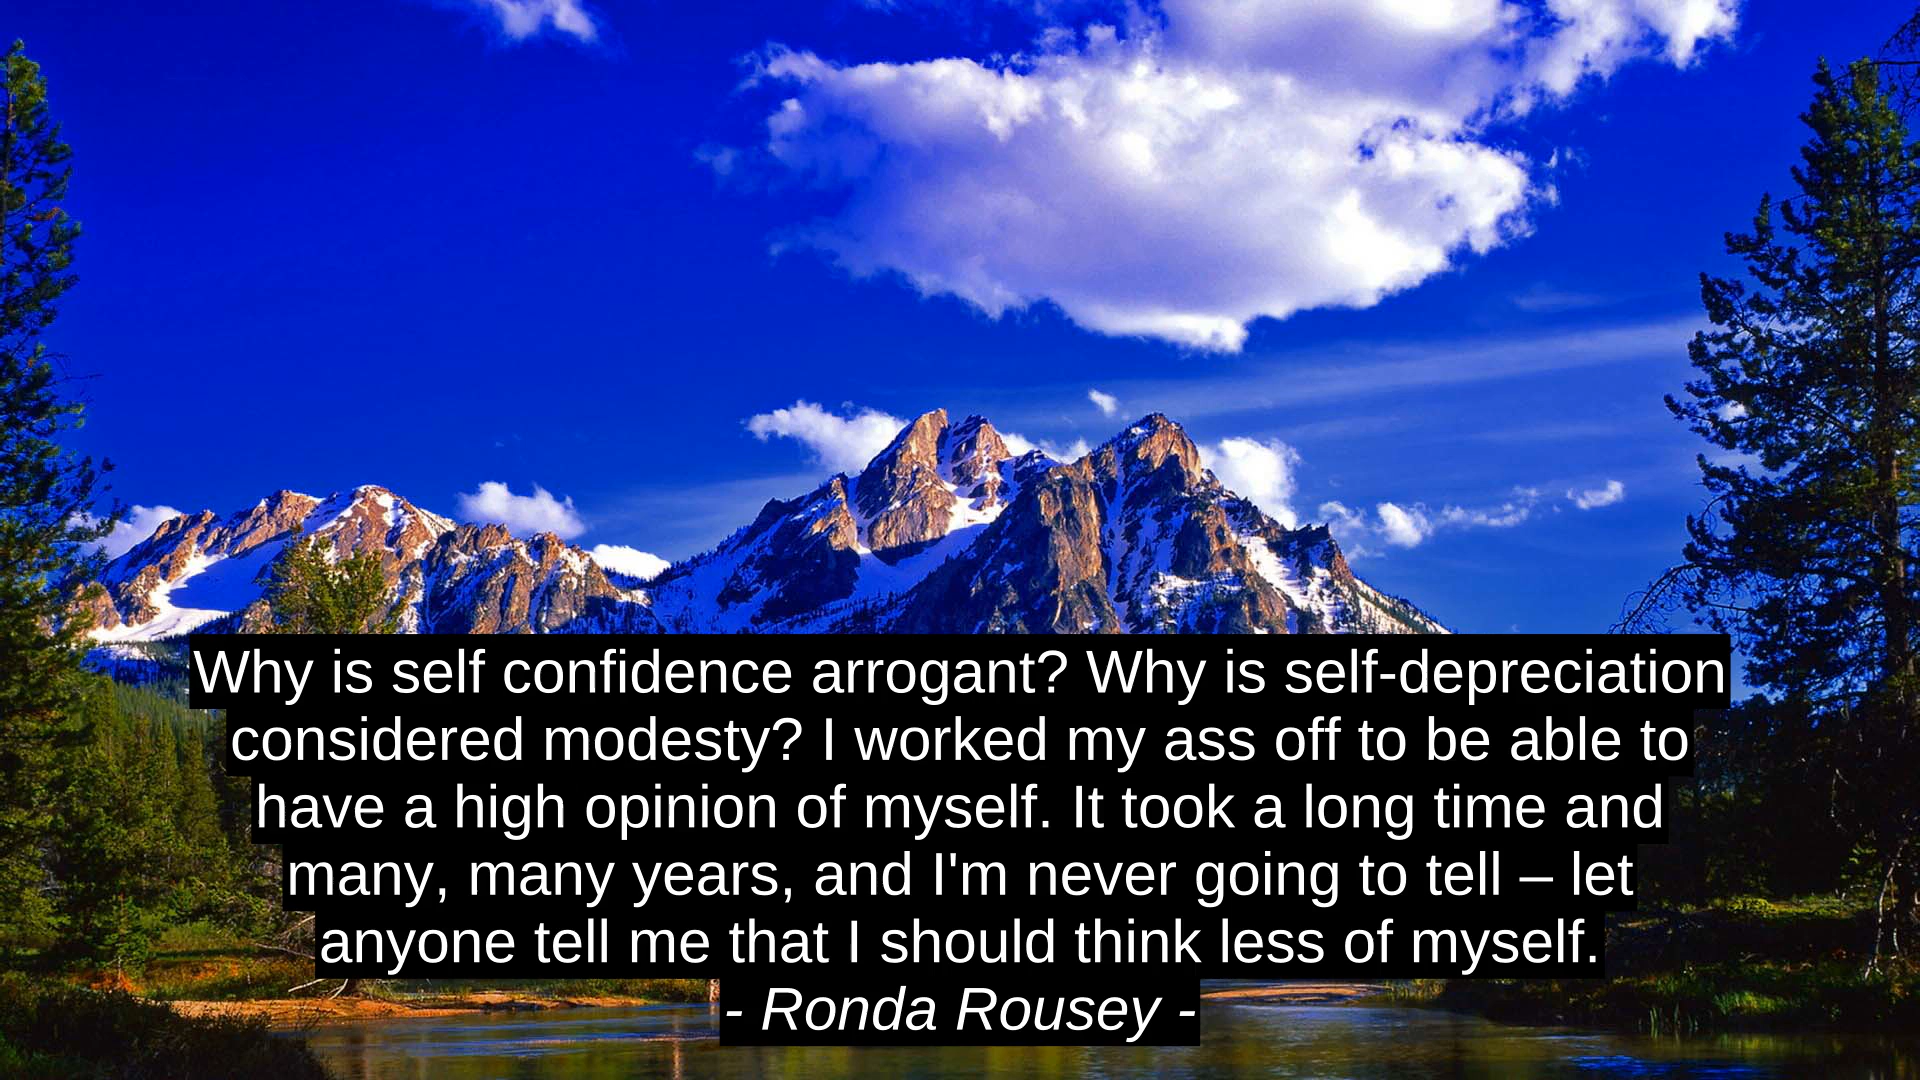 Why is self confidence arrogant? Why is self-depreciation
considered modesty? I worked my ass off to be able to
have a high opinion of myself. It took a long time and
many, many years, and I'm never going to tell – let
anyone tell me that I should think less of myself.
- Ronda Rousey -